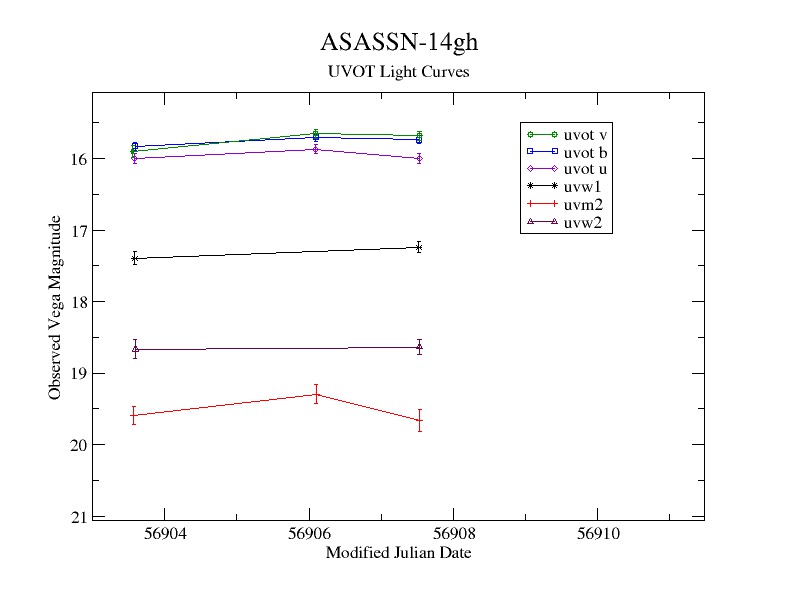 ASASSN-14gh
UVOT Light Curves
uvot v
uvot b
uvot u
uvw1
uvm2
uvw2
Observed Vega Magnitude
16
17
18
19
20
21
56904 56906 56908 56910
Modified Julian Date